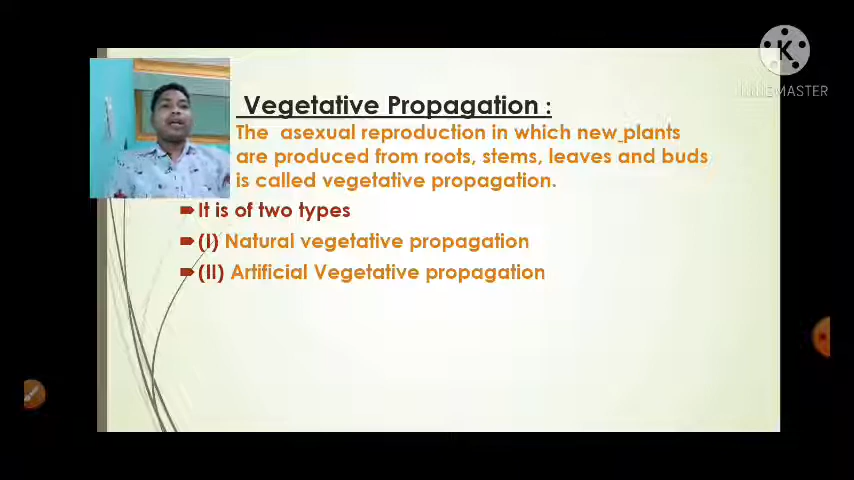 Vegetative Propagation :
The asexual reproduction in which new plants
are produced from roots, stems, leaves and buds
is called vegetative propagation.
It is of two types
(I) Natural vegetative propagation
(II) Artificial Vegetative propagation
K
KINEMASTER